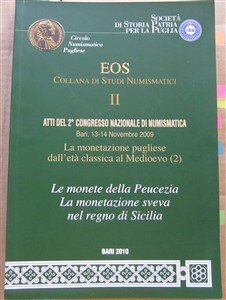 Circolo
Numismatico
Pugliese
SOCIETÀ
DI STORIA PATRIA
PER LA PUGLIA
EOS
COLLANA DI STUDI NUMISMATICI
II
ATTI DEL 2° CONGRESSO NAZIONALE DI NUMISMATICA
Bari, 13-14 Novembre 2009
La monetazione pugliese
dall'età classica al Medioevo (2)
Le monete della Peucezia
La monetazione sveva
nel regno di Sicilia
BARI 2010